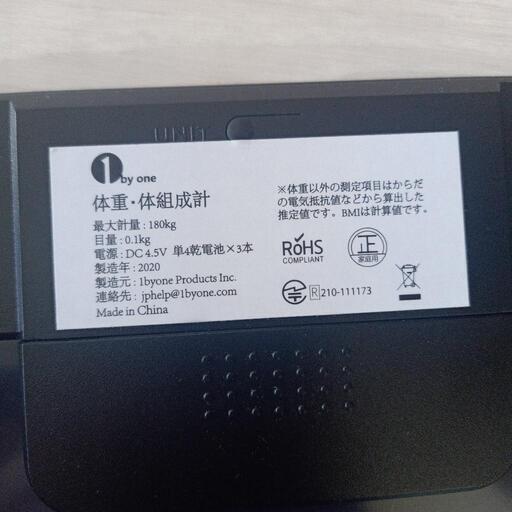 UNIT
1 by one
体重・体組成計
最大計量 : 180kg
目量 : 0.1kg
電源 : DC 4.5V 単4乾電池×3本
製造年 : 2020
製造元 : 1byone Products Inc.
連絡先 : jphelp@1byone.com
Made in China
※体重以外の測定項目はからだ
の電気抵抗値などから算出した
推定値です。BMIは計算値です。
RoHS
COMPLIANT
正
家庭用
R 210-111173